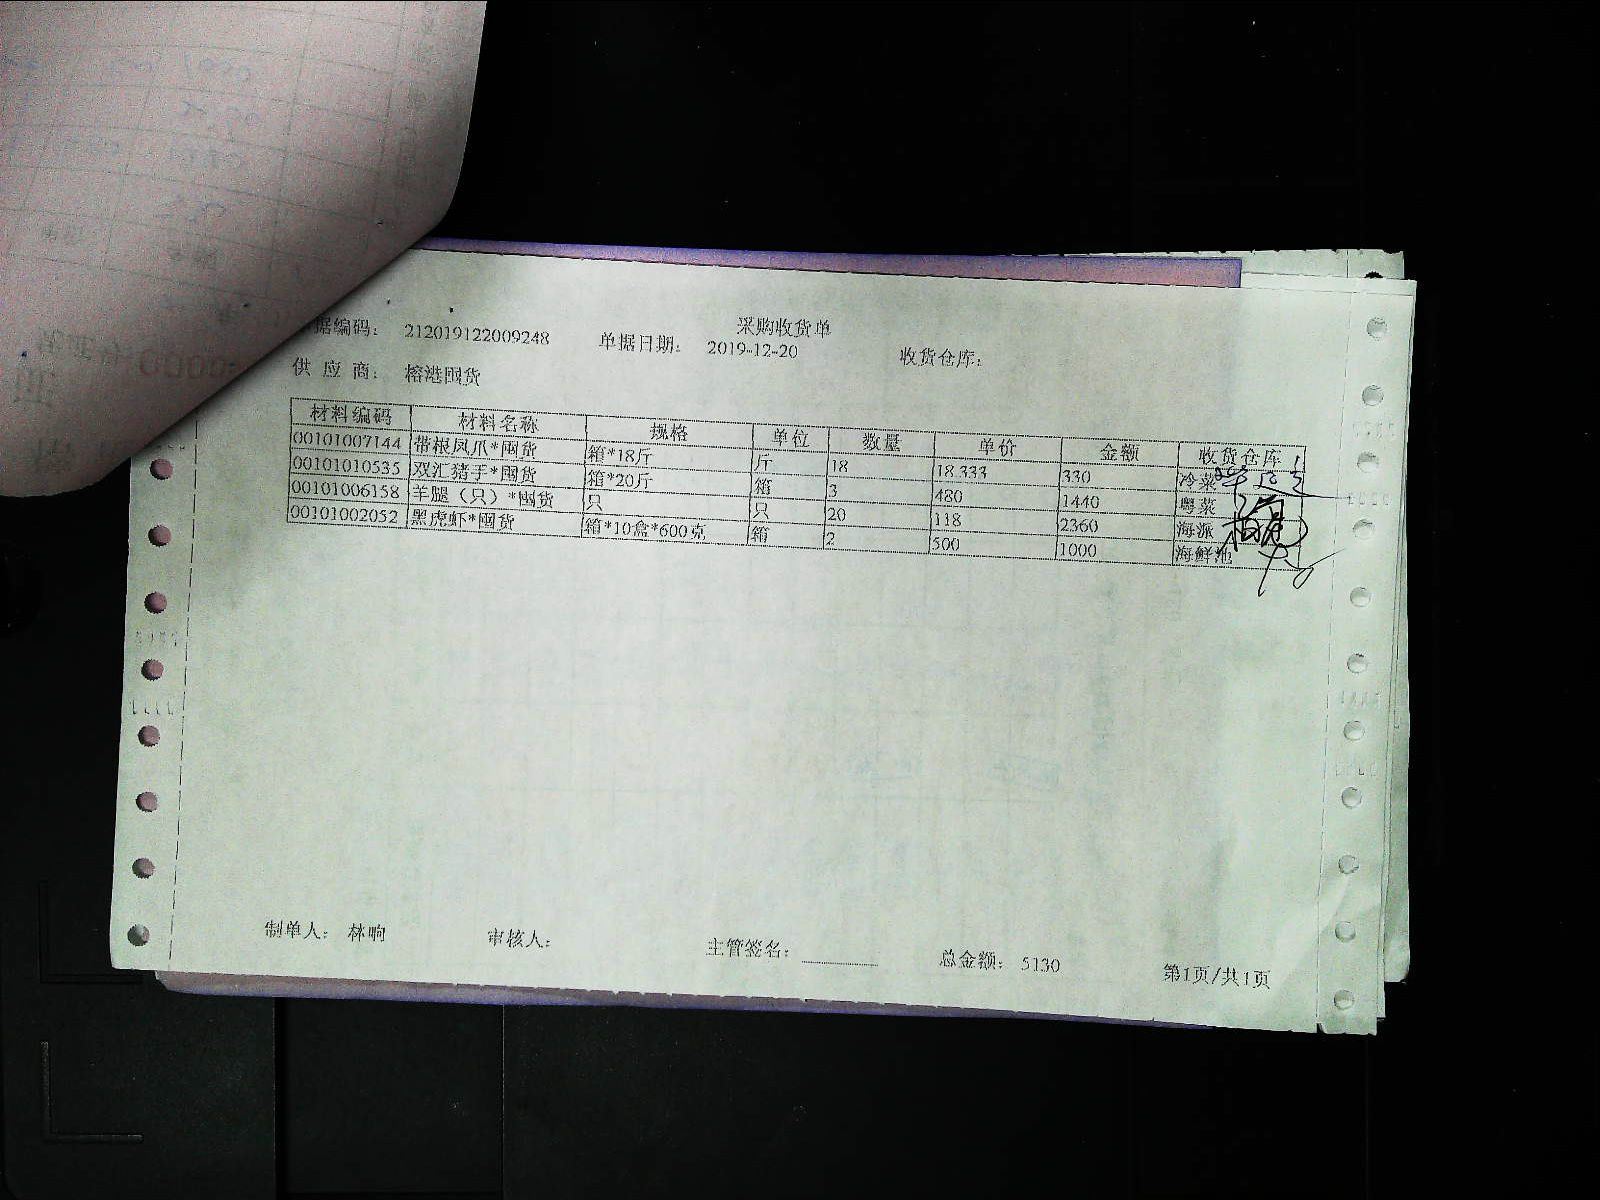 采购收货单
据编码： 212019122009248 单据日期： 2019-12-20 收货仓库：
供 应 商： 榕港囤货
材料编码 材料名称 规格 单位 数量 单价 金额 收货仓库
00101007144 带根凤爪*囤货 箱*18斤 斤 18 18.333 330 冷菜
00101010535 双汇猪手*囤货 箱*20斤 箱 3 480 1440 粤菜
00101006158 羊腿（只）*囤货 只 只 20 118 2360 海派
00101002052 黑虎虾*囤货 箱*10盒*600克 箱 2 500 1000 海鲜池
制单人： 林响 审核人： 主管签名： 总金额： 5130 第1页/共1页